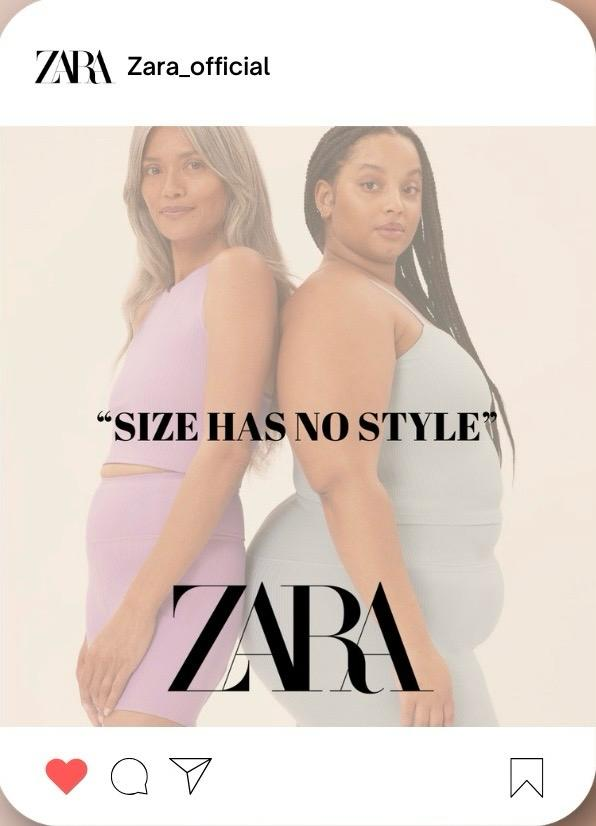 ZARA Zara_official
“SIZE HAS NO STYLE”
ZARA